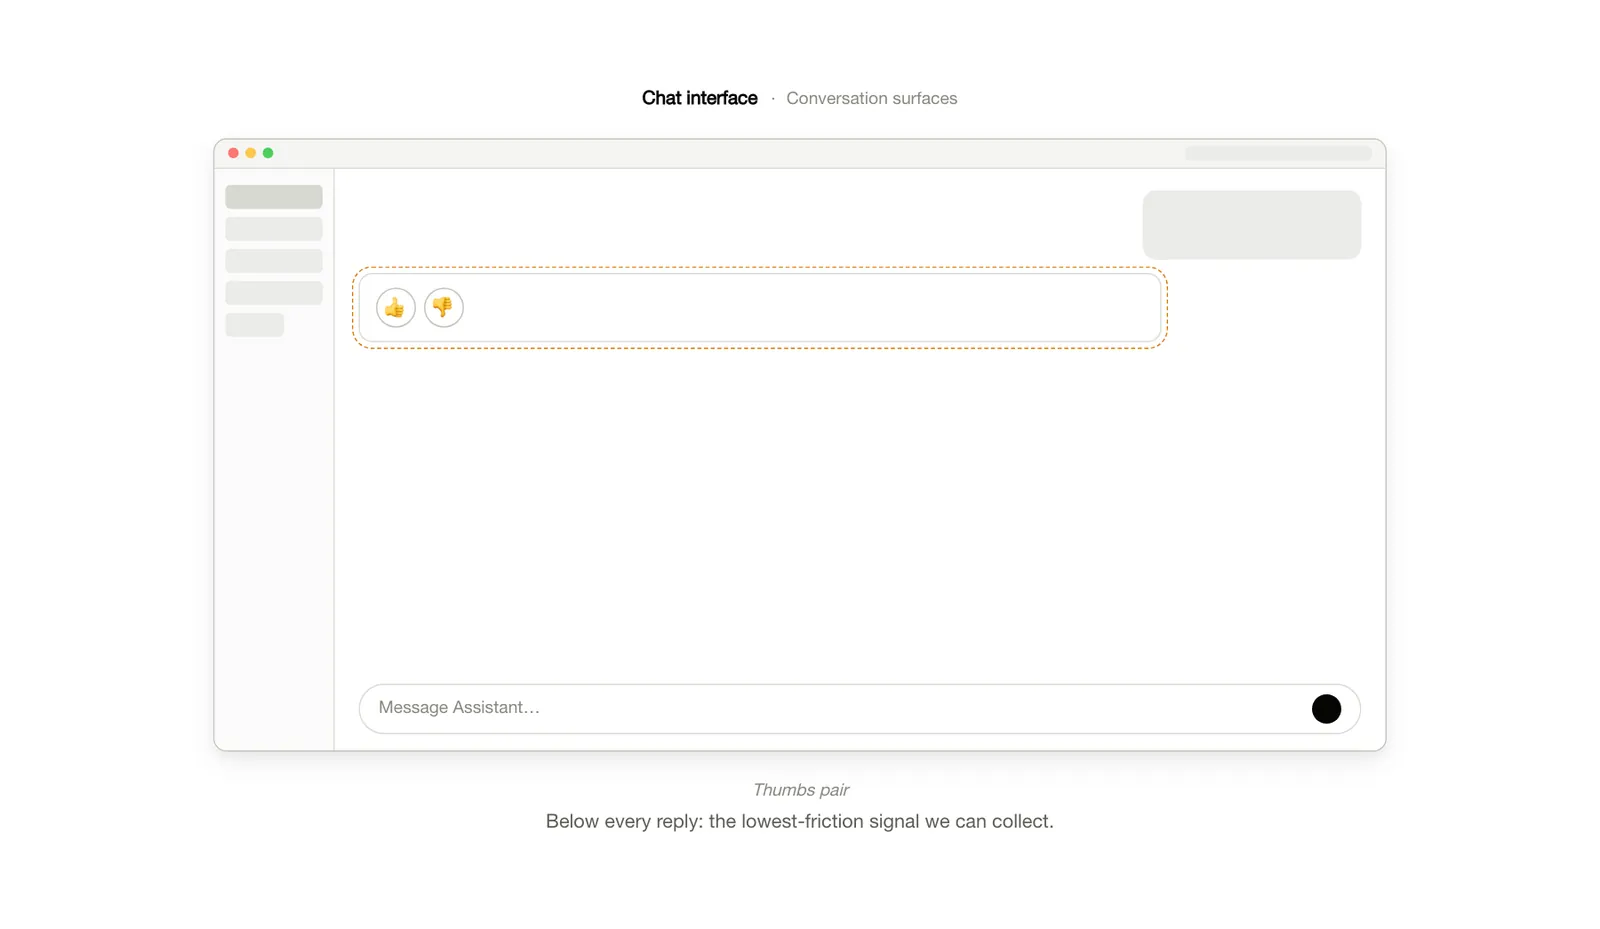 Chat interface · Conversation surfaces
Message Assistant...
Thumbs pair
Below every reply: the lowest-friction signal we can collect.